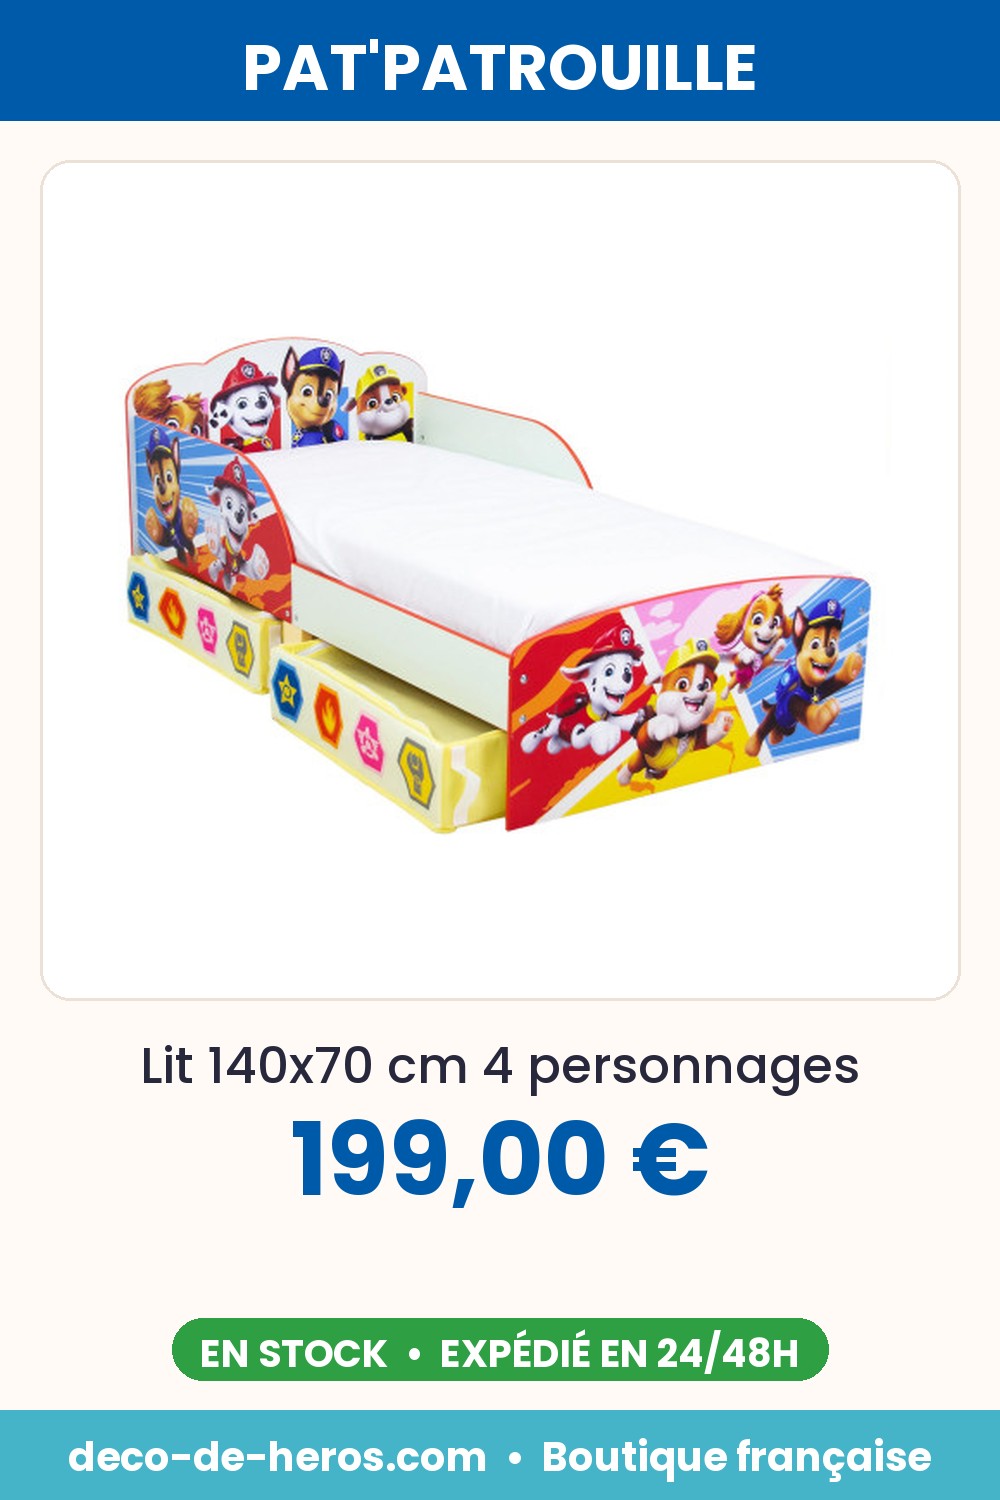 PAT'PATROUILLE
Lit 140x70 cm 4 personnages
199,00 €
EN STOCK • EXPÉDIÉ EN 24/48H
deco-de-heros.com • Boutique française